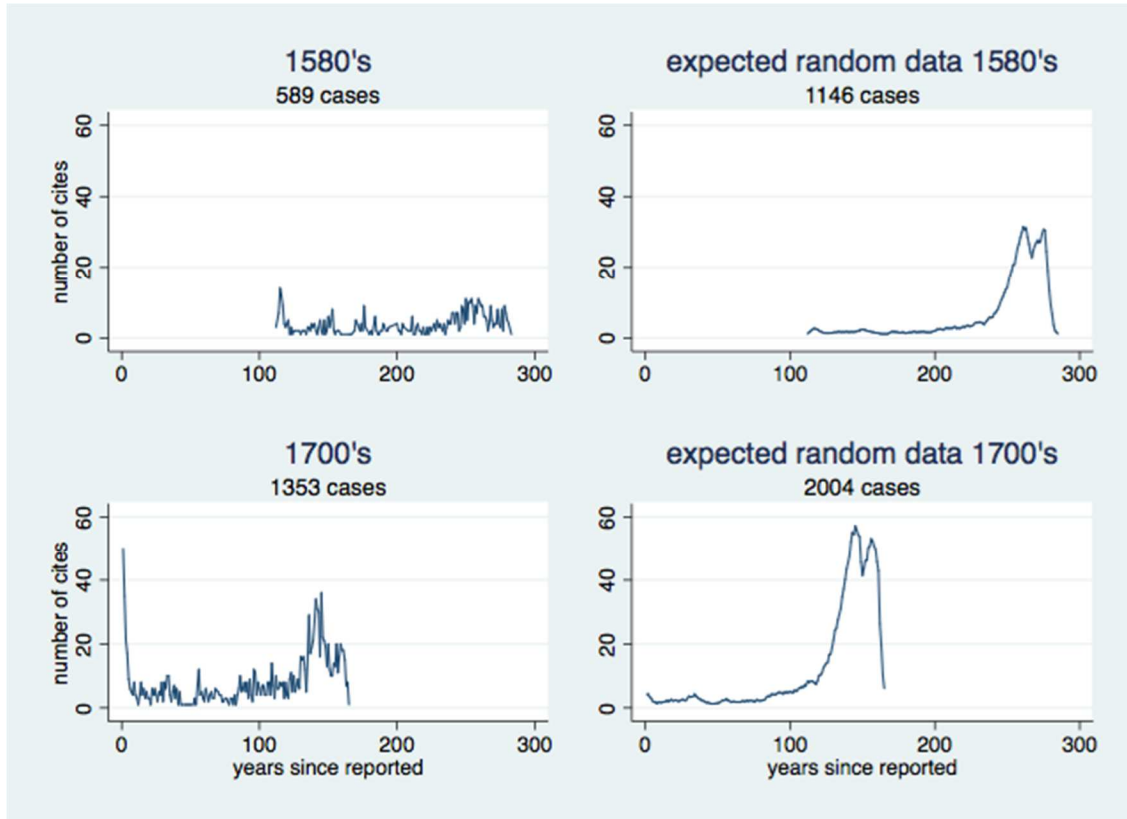 1580's
589 cases
number of cites
60
40
20
0
0 100 200 300
expected random data 1580's
1146 cases
60
40
20
0
0 100 200 300
1700's
1353 cases
number of cites
60
40
20
0
0 100 200 300
years since reported
expected random data 1700's
2004 cases
60
40
20
0
0 100 200 300
years since reported